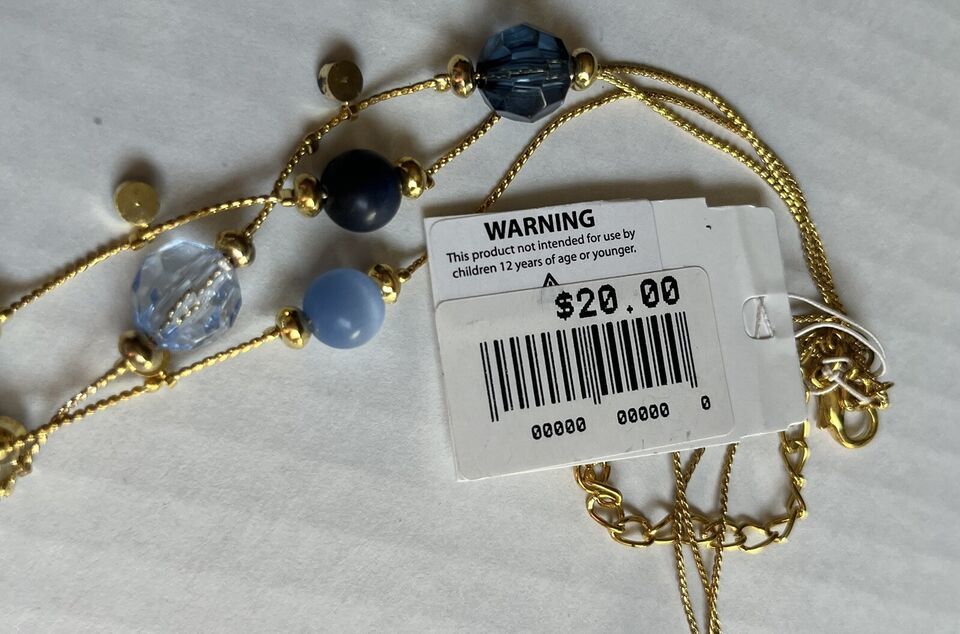 WARNING
This product not intended for use by
children 12 years of age or younger.
$20.00
00000 00000 0